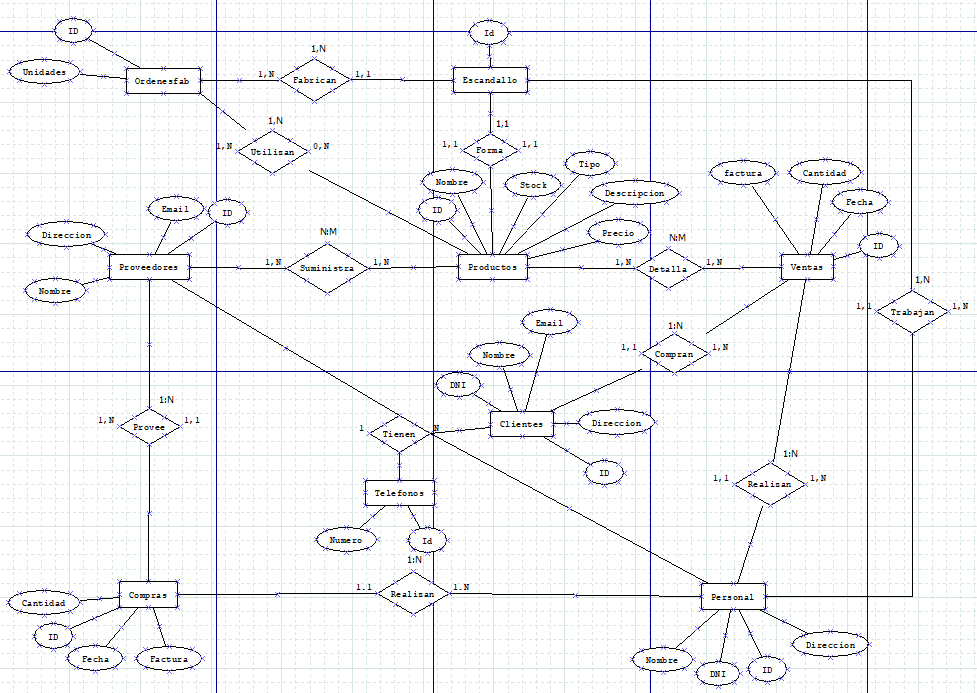 ID
Id
Unidades
Ordenesfab
1,N
1,N
Fabrican
1,1
Escandallo
1,N
1,N
Utilizan
0,N
1,1
1,1
Forma
1,1
Nombre
Stock
Tipo
Descripcion
ID
Precio
factura
Cantidad
Fecha
ID
Email
ID
Direccion
Nombre
Proveedores
N:M
1,N
Suministra
1,N
Productos
N:M
1,N
Detalla
1,N
Ventas
1,N
1,1
Trabajan
1,N
Email
Nombre
DNI
1:N
1,1
Compran
1,N
Clientes
Direccion
ID
1:N
1,N
Provee
1,1
1
Tienen
N
Telefonos
Numero
Id
1:N
1,1
Realizan
1,N
1:N
1.1
Realizan
1.N
Compras
Cantidad
ID
Fecha
Factura
Personal
Nombre
DNI
ID
Direccion